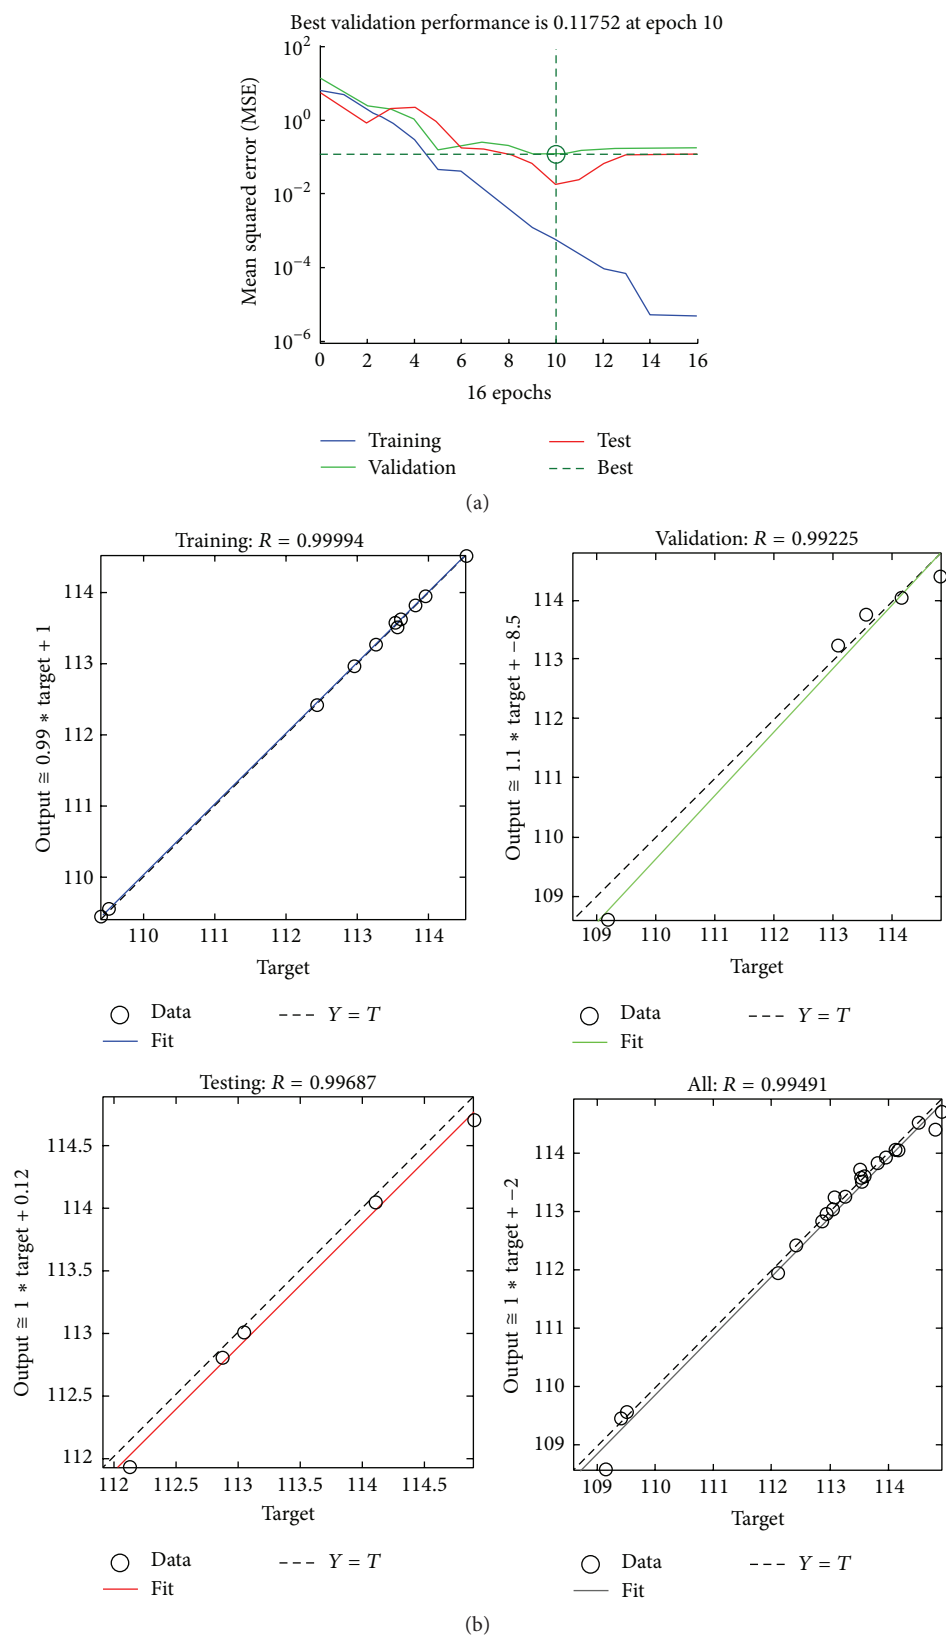 Best validation performance is 0.11752 at epoch 10
Mean squared error (MSE)
10^2
10^0
10^−2
10^−4
10^−6
0 2 4 6 8 10 12 14 16
16 epochs
Training Test
Validation Best
(a)
Training: R = 0.99994
Output ≅ 0.99 * target + 1
114
113
112
111
110
110 111 112 113 114
Target
Data Y = T
Fit
Validation: R = 0.99225
Output ≅ 1.1 * target + −8.5
114
113
112
111
110
109
109 110 111 112 113 114
Target
Data Y = T
Fit
Testing: R = 0.99687
Output ≅ 1 * target + 0.12
114.5
114
113.5
113
112.5
112
112 112.5 113 113.5 114 114.5
Target
Data Y = T
Fit
All: R = 0.99491
Output ≅ 1 * target + −2
114
113
112
111
110
109
109 110 111 112 113 114
Target
Data Y = T
Fit
(b)